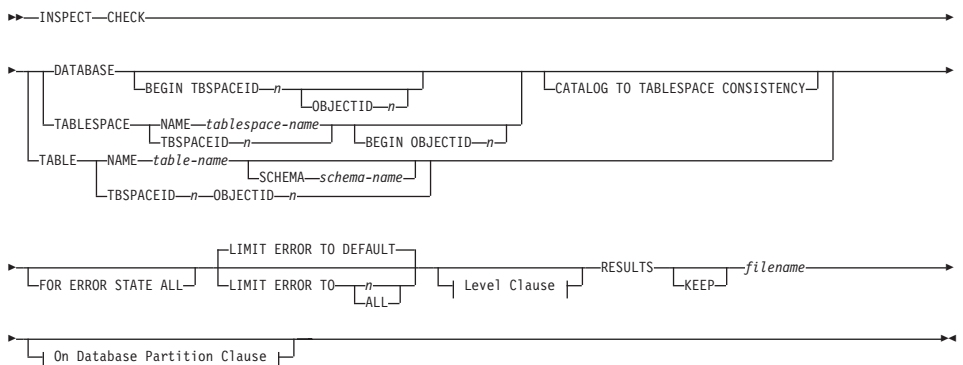 INSPECT CHECK
DATABASE
BEGIN TBSPACEID n
OBJECTID n
CATALOG TO TABLESPACE CONSISTENCY
TABLESPACE NAME tablespace-name
TBSPACEID n
BEGIN OBJECTID n
TABLE NAME table-name
SCHEMA schema-name
TBSPACEID n OBJECTID n
LIMIT ERROR TO DEFAULT
FOR ERROR STATE ALL
LIMIT ERROR TO n
ALL
Level Clause
RESULTS filename
KEEP
On Database Partition Clause